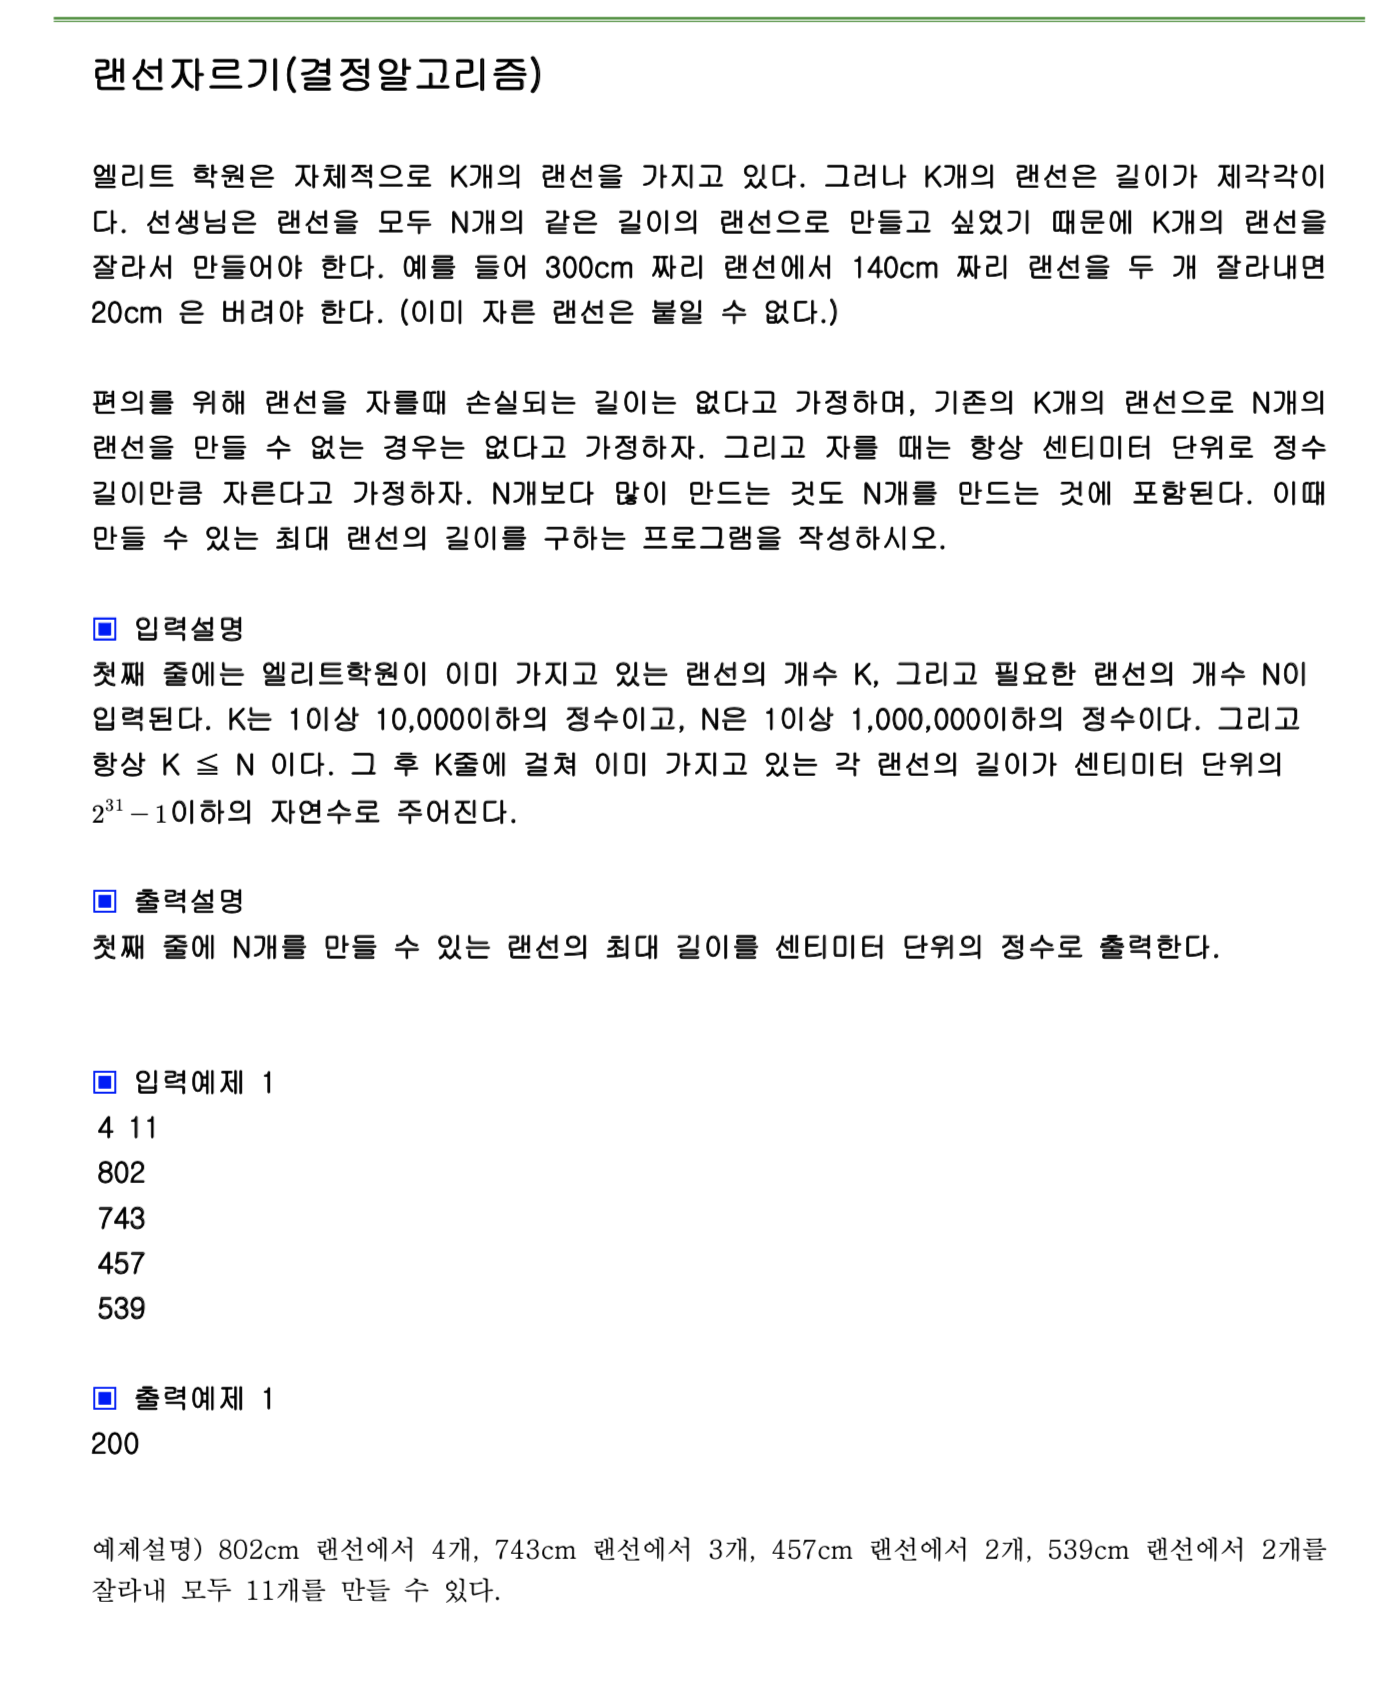 랜선자르기(결정알고리즘)
엘리트 학원은 자체적으로 K개의 랜선을 가지고 있다. 그러나 K개의 랜선은 길이가 제각각이
다. 선생님은 랜선을 모두 N개의 같은 길이의 랜선으로 만들고 싶었기 때문에 K개의 랜선을
잘라서 만들어야 한다. 예를 들어 300cm 짜리 랜선에서 140cm 짜리 랜선을 두 개 잘라내면
20cm 은 버려야 한다. (이미 자른 랜선은 붙일 수 없다.)
편의를 위해 랜선을 자를때 손실되는 길이는 없다고 가정하며, 기존의 K개의 랜선으로 N개의
랜선을 만들 수 없는 경우는 없다고 가정하자. 그리고 자를 때는 항상 센티미터 단위로 정수
길이만큼 자른다고 가정하자. N개보다 많이 만드는 것도 N개를 만드는 것에 포함된다. 이때
만들 수 있는 최대 랜선의 길이를 구하는 프로그램을 작성하시오.
▣ 입력설명
첫째 줄에는 엘리트학원이 이미 가지고 있는 랜선의 개수 K, 그리고 필요한 랜선의 개수 N이
입력된다. K는 1이상 10,000이하의 정수이고, N은 1이상 1,000,000이하의 정수이다. 그리고
항상 K ≦ N 이다. 그 후 K줄에 걸쳐 이미 가지고 있는 각 랜선의 길이가 센티미터 단위의
2³¹−1이하의 자연수로 주어진다.
▣ 출력설명
첫째 줄에 N개를 만들 수 있는 랜선의 최대 길이를 센티미터 단위의 정수로 출력한다.
▣ 입력예제 1
4 11
802
743
457
539
▣ 출력예제 1
200
예제설명) 802cm 랜선에서 4개, 743cm 랜선에서 3개, 457cm 랜선에서 2개, 539cm 랜선에서 2개를
잘라내 모두 11개를 만들 수 있다.